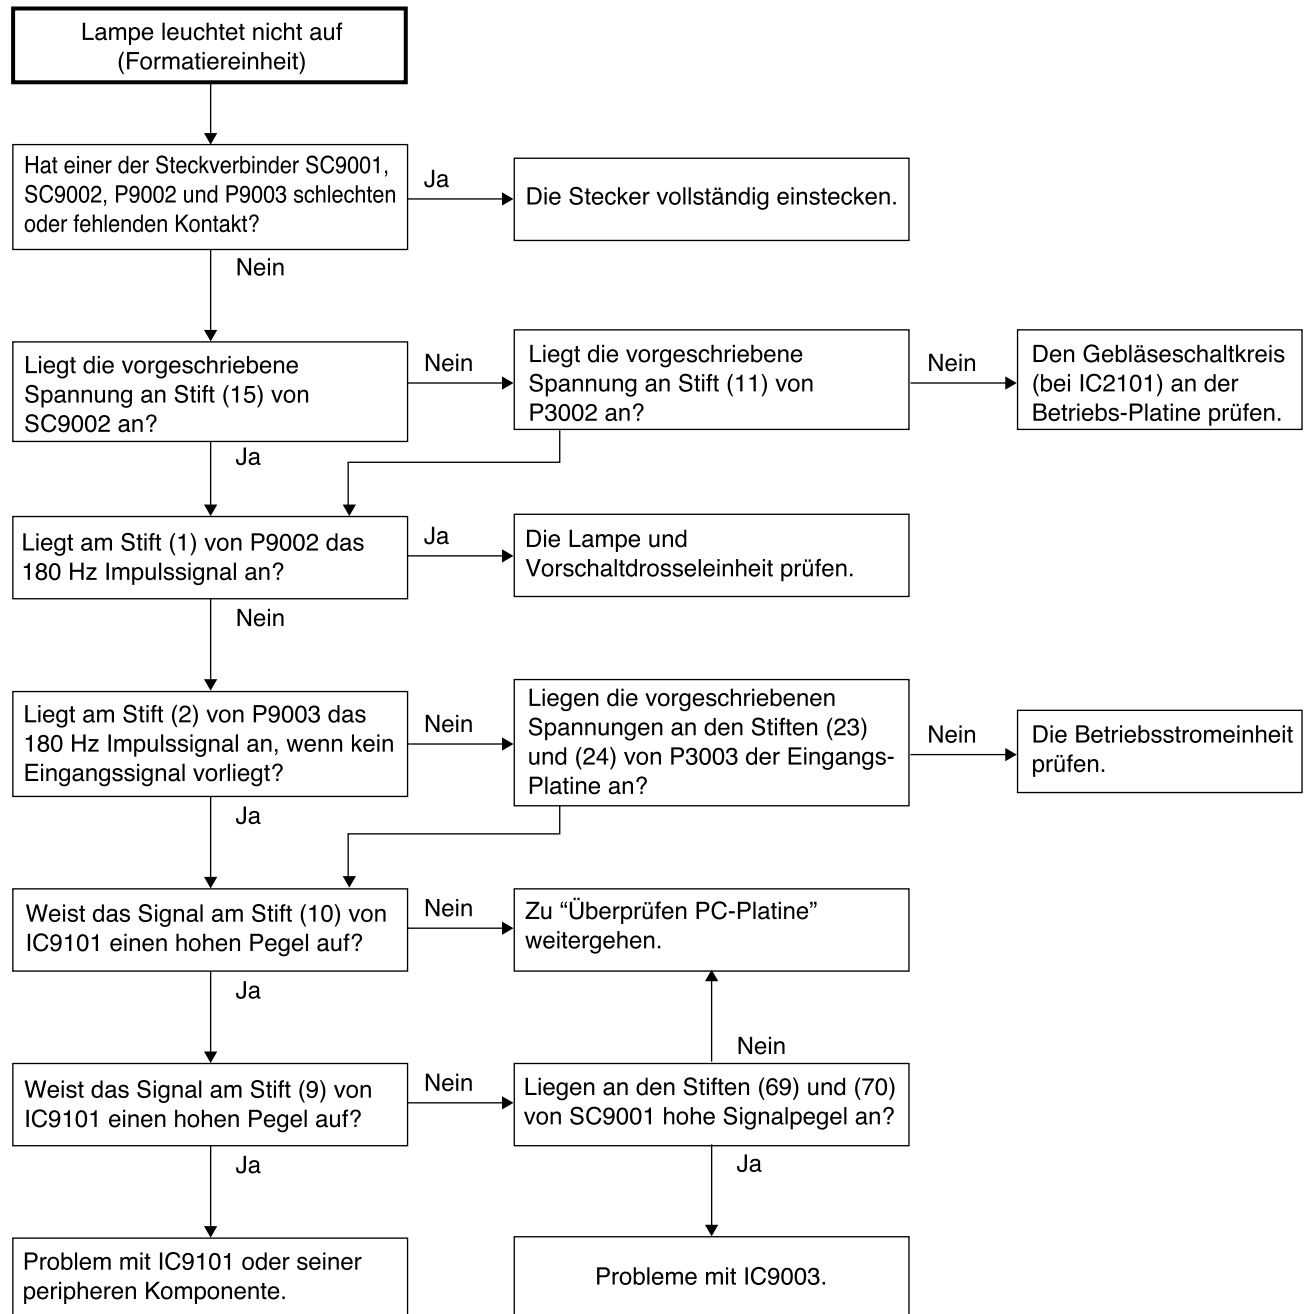 Lampe leuchtet nicht auf
(Formatiereinheit)
Hat einer der Steckverbinder SC9001,
SC9002, P9002 und P9003 schlechten
oder fehlenden Kontakt?
Ja
Die Stecker vollständig einstecken.
Nein
Liegt die vorgeschriebene
Spannung an Stift (15) von
SC9002 an?
Nein
Liegt die vorgeschriebene
Spannung an Stift (11) von
P3002 an?
Nein
Den Gebläseschaltkreis
(bei IC2101) an der
Betriebs-Platine prüfen.
Ja
Liegt am Stift (1) von P9002 das
180 Hz Impulssignal an?
Ja
Die Lampe und
Vorschaltdrosseleinheit prüfen.
Nein
Liegt am Stift (2) von P9003 das
180 Hz Impulssignal an, wenn kein
Eingangssignal vorliegt?
Nein
Liegen die vorgeschriebenen
Spannungen an den Stiften (23)
und (24) von P3003 der Eingangs-
Platine an?
Nein
Die Betriebsstromeinheit
prüfen.
Ja
Weist das Signal am Stift (10) von
IC9101 einen hohen Pegel auf?
Nein
Zu “Überprüfen PC-Platine”
weitergehen.
Ja
Nein
Weist das Signal am Stift (9) von
IC9101 einen hohen Pegel auf?
Nein
Liegen an den Stiften (69) und (70)
von SC9001 hohe Signalpegel an?
Ja
Ja
Problem mit IC9101 oder seiner
peripheren Komponente.
Probleme mit IC9003.